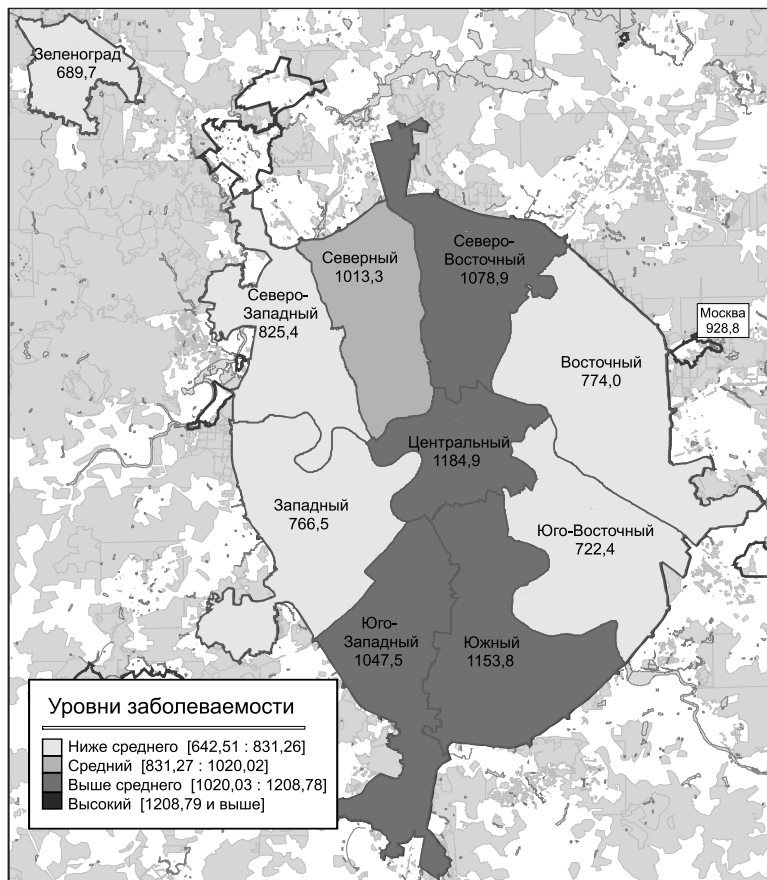 Зеленоград
689,7
Северо-
Восточный
1078,9
Северный
1013,3
Северо-
Западный
825,4
Москва
928,8
Восточный
774,0
Центральный
1184,9
Западный
766,5
Юго-Восточный
722,4
Юго-
Западный
1047,5
Южный
1153,8
Уровни заболеваемости
Ниже среднего [642,51 : 831,26]
Средний [831,27 : 1020,02]
Выше среднего [1020,03 : 1208,78]
Высокий [1208,79 и выше]